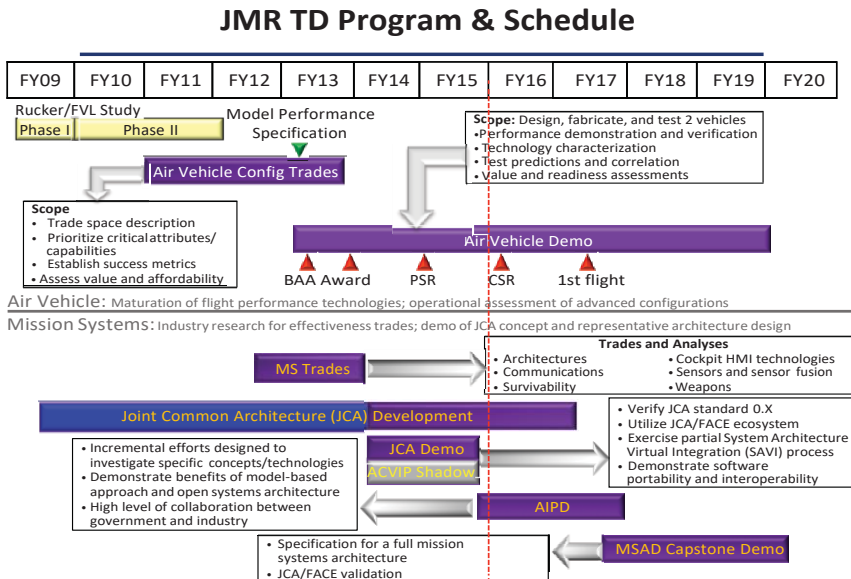 JMR TD Program & Schedule
FY09 FY10 FY11 FY12 FY13 FY14 FY15 FY16 FY17 FY18 FY19 FY20
Rucker/FVL Study
Phase I Phase II
Model Performance
Specification
Air Vehicle Config Trades
Scope: Design, fabricate, and test 2 vehicles
•Performance demonstration and verification
•Technology characterization
•Test predictions and correlation
•Value and readiness assessments
Scope
• Trade space description
• Prioritize critical attributes/
capabilities
• Establish success metrics
• Assess value and affordability
Air Vehicle Demo
BAA Award PSR CSR 1st flight
Air Vehicle: Maturation of flight performance technologies; operational assessment of advanced configurations
Mission Systems: Industry research for effectiveness trades; demo of JCA concept and representative architecture design
MS Trades
Trades and Analyses
• Architectures
• Communications
• Survivability
• Cockpit HMI technologies
• Sensors and sensor fusion
• Weapons
Joint Common Architecture (JCA) Development
• Incremental efforts designed to
investigate specific concepts/technologies
• Demonstrate benefits of model-based
approach and open systems architecture
• High level of collaboration between
government and industry
JCA Demo
ACVIP Shadow
• Verify JCA standard 0.X
• Utilize JCA/FACE ecosystem
• Exercise partial System Architecture
Virtual Integration (SAVI) process
• Demonstrate software
portability and interoperability
AIPD
• Specification for a full mission
systems architecture
• JCA/FACE validation
MSAD Capstone Demo